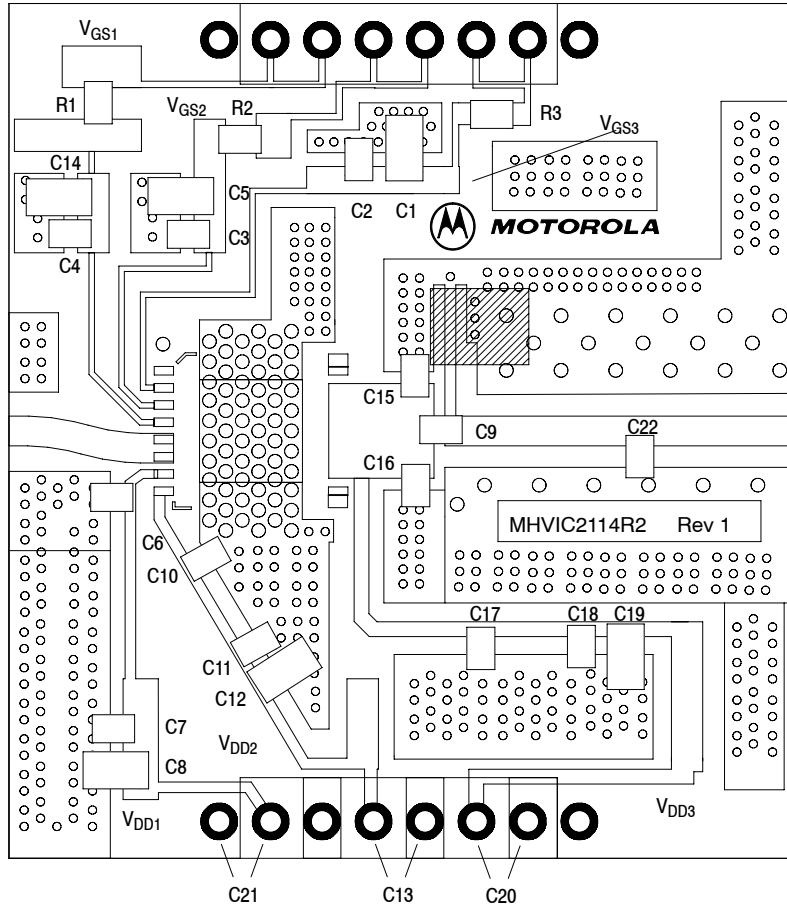 VGS1
R1
VGS2
R2
R3
VGS3
C14
C5
C2
C1
C3
C4
MOTOROLA
C15
C9
C22
C16
MHVIC2114R2 Rev 1
C6
C10
C17
C18
C19
C11
C12
C7
VDD2
C8
VDD1
VDD3
C21
C13
C20